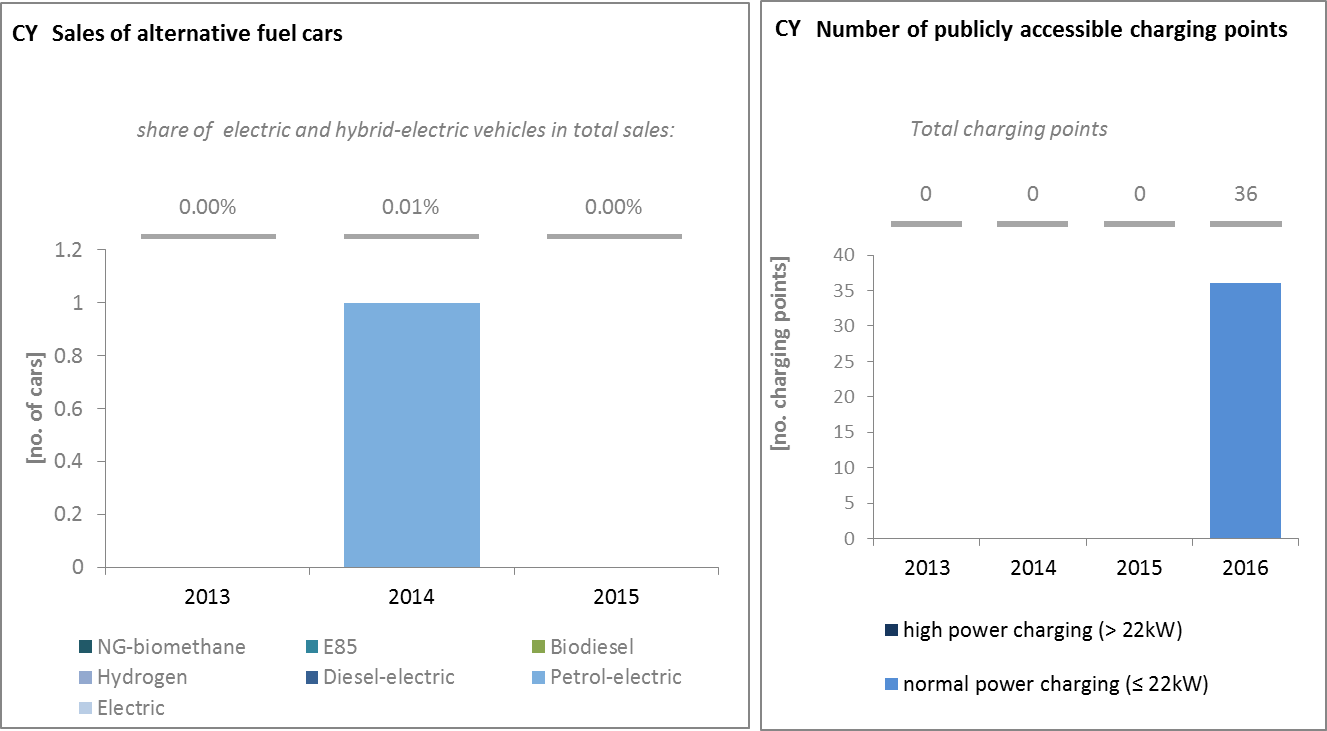 CY Sales of alternative fuel cars
share of electric and hybrid-electric vehicles in total sales:
0.00% 0.01% 0.00%
1.2
1
0.8
0.6
0.4
0.2
0
[no. of cars]
2013 2014 2015
NG-biomethane E85 Biodiesel
Hydrogen Diesel-electric Petrol-electric
Electric
CY Number of publicly accessible charging points
Total charging points
0 0 0 36
40
35
30
25
20
15
10
5
0
[no. charging points]
2013 2014 2015 2016
high power charging (> 22kW)
normal power charging (≤ 22kW)